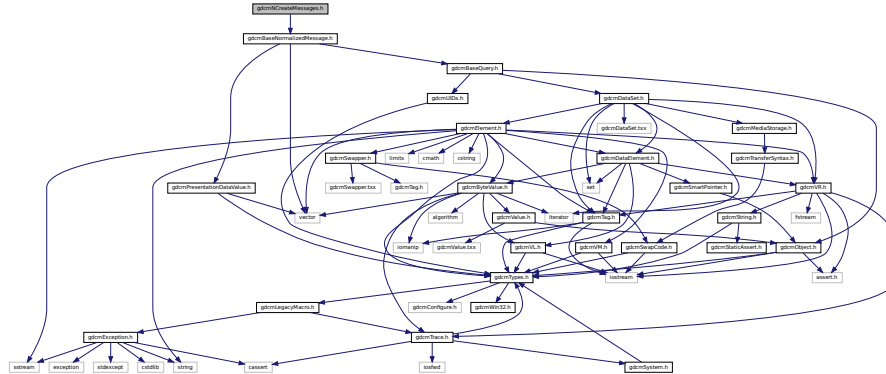 gdcmNCreateMessages.h
gdcmBaseNormalizedMessage.h
gdcmBaseQuery.h
gdcmUIDs.h
gdcmDataSet.h
gdcmElement.h
gdcmDataSet.txx
gdcmMediaStorage.h
gdcmSwapper.h
limits
cmath
cstring
gdcmDataElement.h
gdcmTransferSyntax.h
gdcmPresentationDataValue.h
gdcmSwapper.txx
gdcmTag.h
gdcmByteValue.h
set
gdcmSmartPointer.h
gdcmVR.h
vector
algorithm
gdcmValue.h
iterator
gdcmTag.h
gdcmString.h
fstream
iomanip
gdcmValue.txx
gdcmVL.h
gdcmVM.h
gdcmSwapCode.h
gdcmStaticAssert.h
gdcmObject.h
gdcmTypes.h
iostream
assert.h
gdcmLegacyMacro.h
gdcmConfigure.h
gdcmWin32.h
gdcmException.h
gdcmTrace.h
sstream
exception
stdexcept
cstdlib
string
cassert
iosfwd
gdcmSystem.h